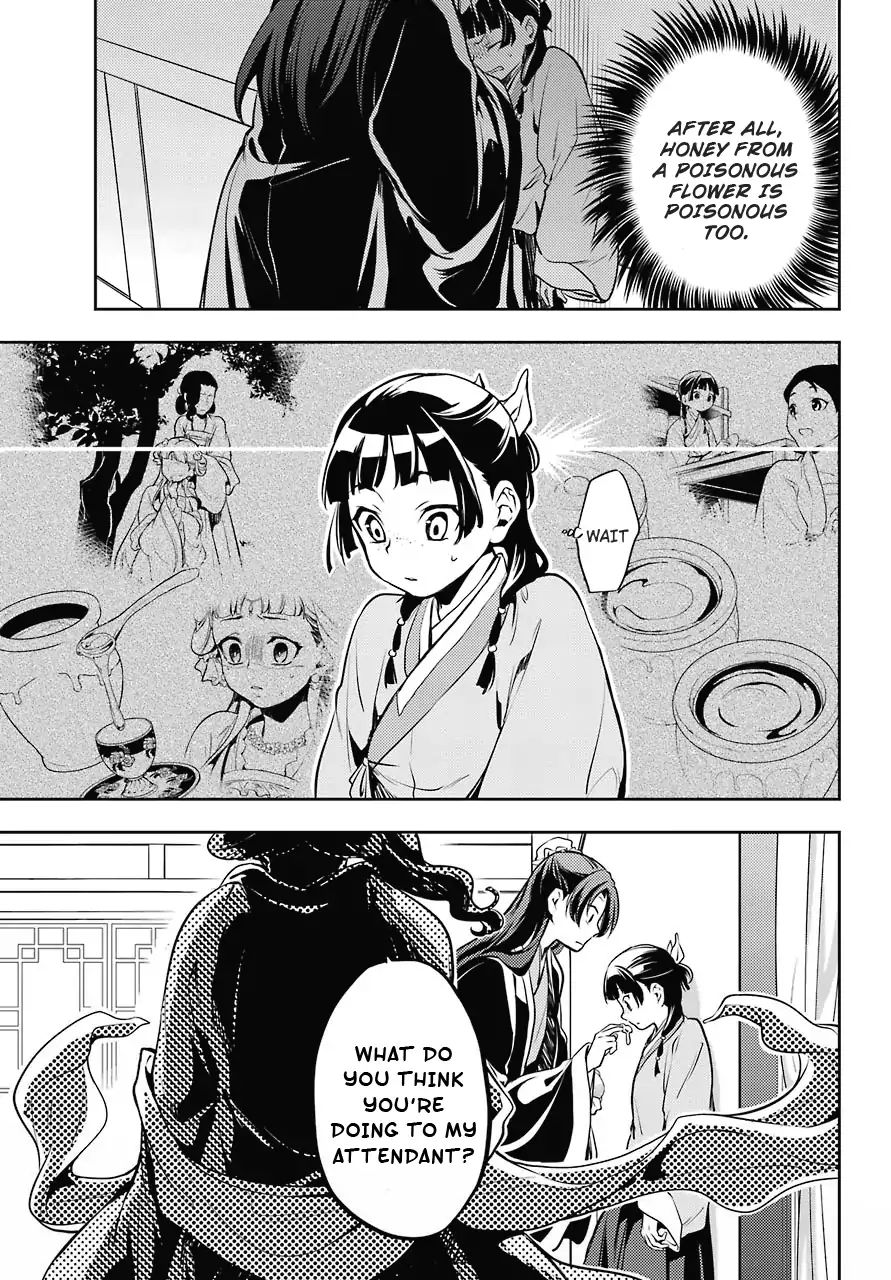 AFTER ALL,
HONEY FROM
A POISONOUS
FLOWER IS
POISONOUS
TOO.
WAIT
WHAT DO
YOU THINK
YOU'RE
DOING TO MY
ATTENDANT?